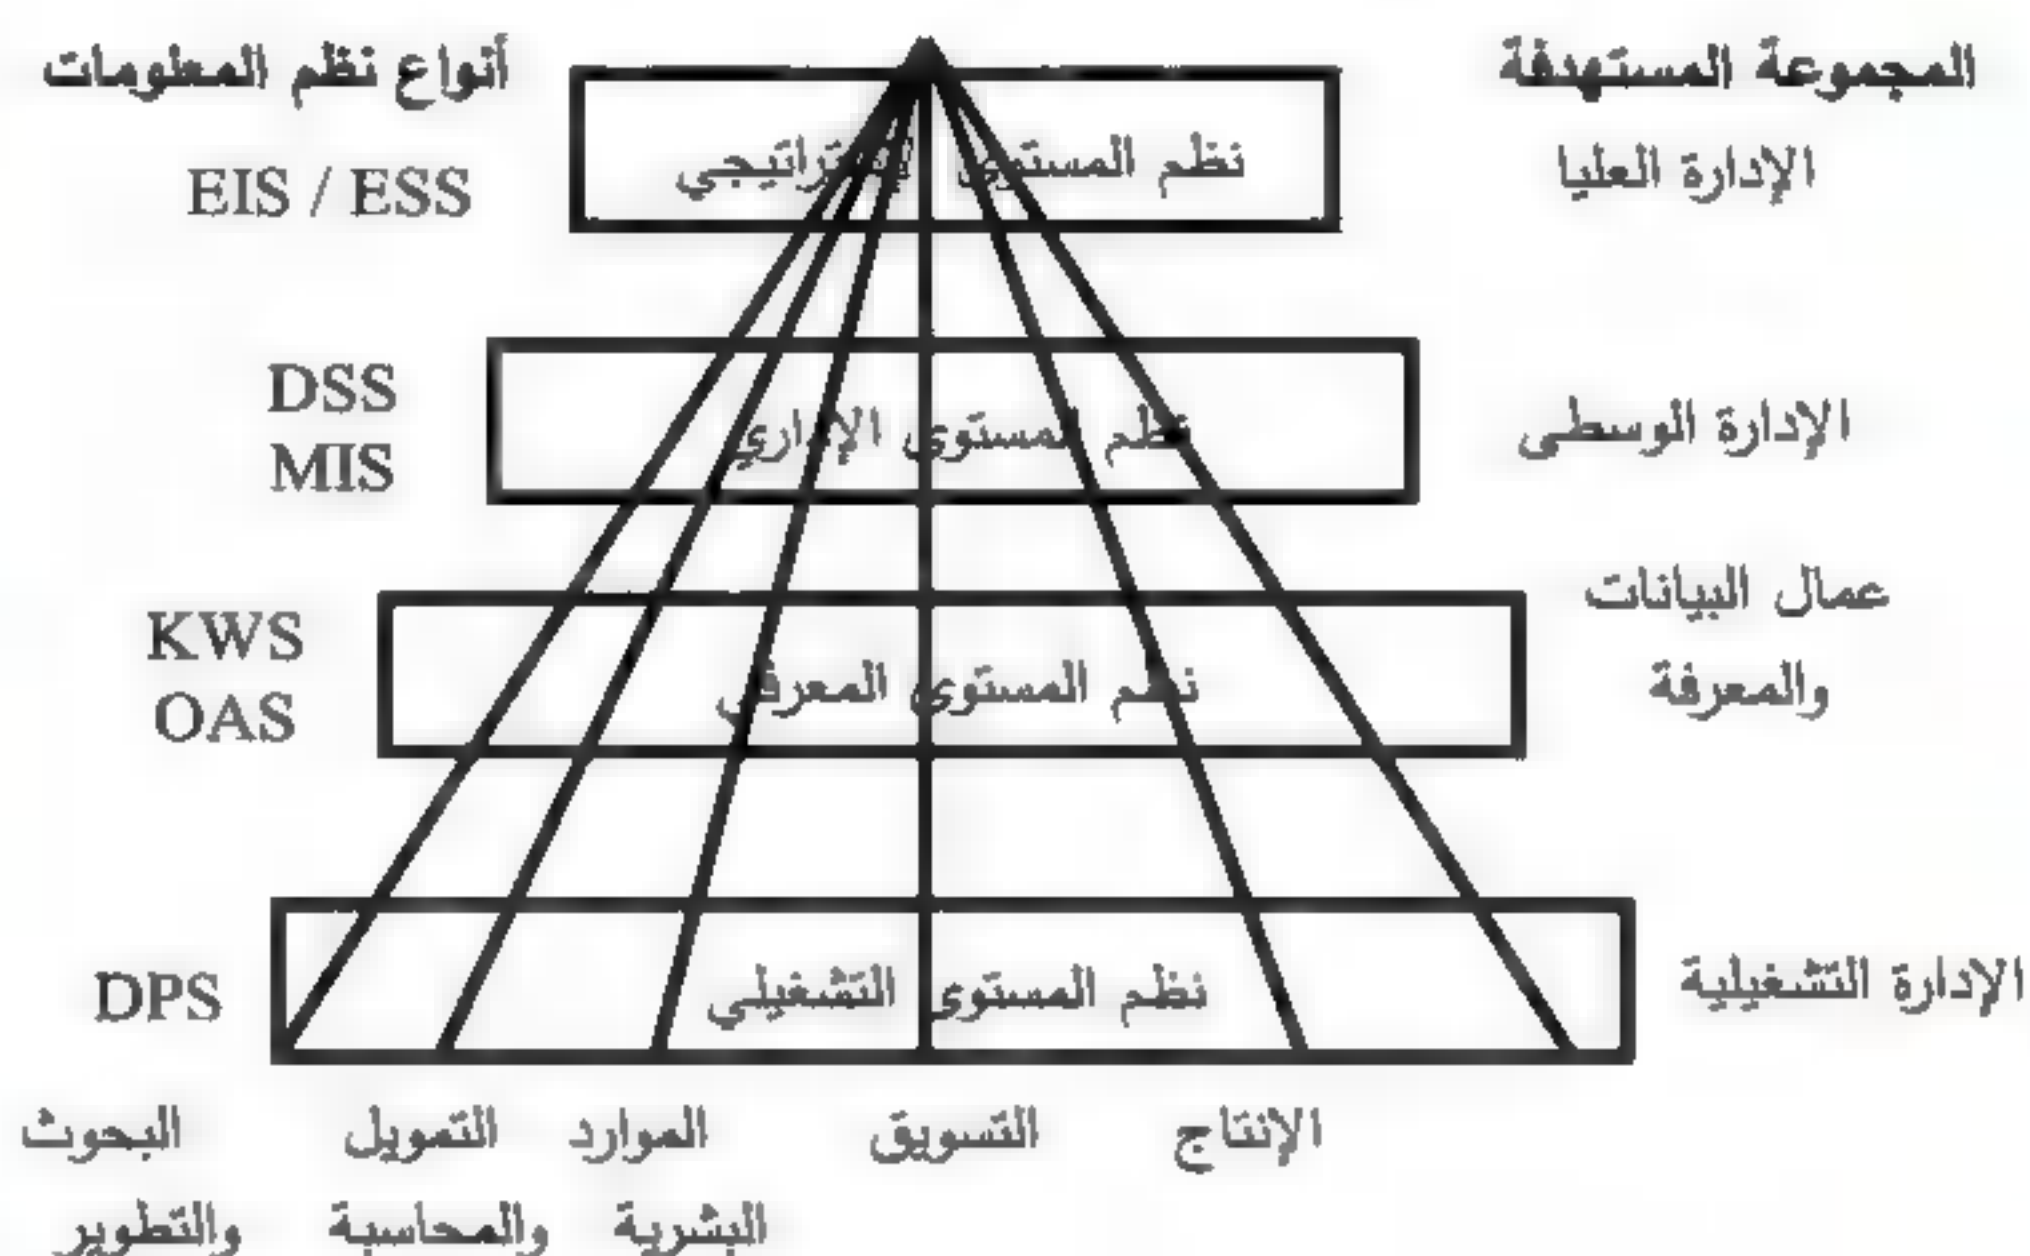 المجموعة المستهدفة
أنواع نظم المعلومات
الإدارة العليا
نظم المستوى الإستراتيجي
EIS / ESS
الإدارة الوسطى
نظم المستوى الإداري
DSS
MIS
عمال البيانات
والمعرفة
نظم المستوى المعرفي
KWS
OAS
الإدارة التشغيلية
نظم المستوى التشغيلي
DPS
الإنتاج
التسويق
الموارد
البشرية
التمويل
والمحاسبة
البحوث
والتطوير